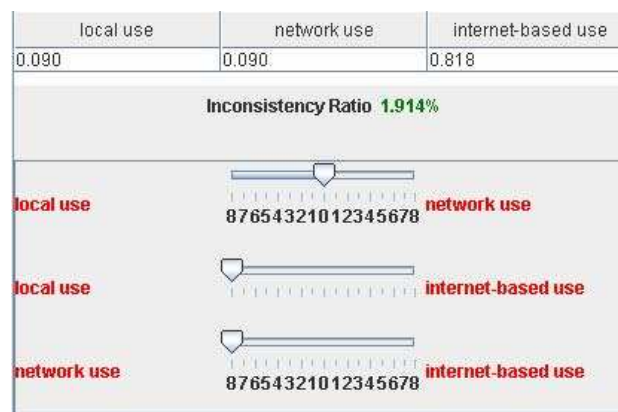 local use network use internet-based use
0.090 0.090 0.818
Inconsistency Ratio 1.914%
local use network use
87654321012345678
local use internet-based use
network use internet-based use
87654321012345678